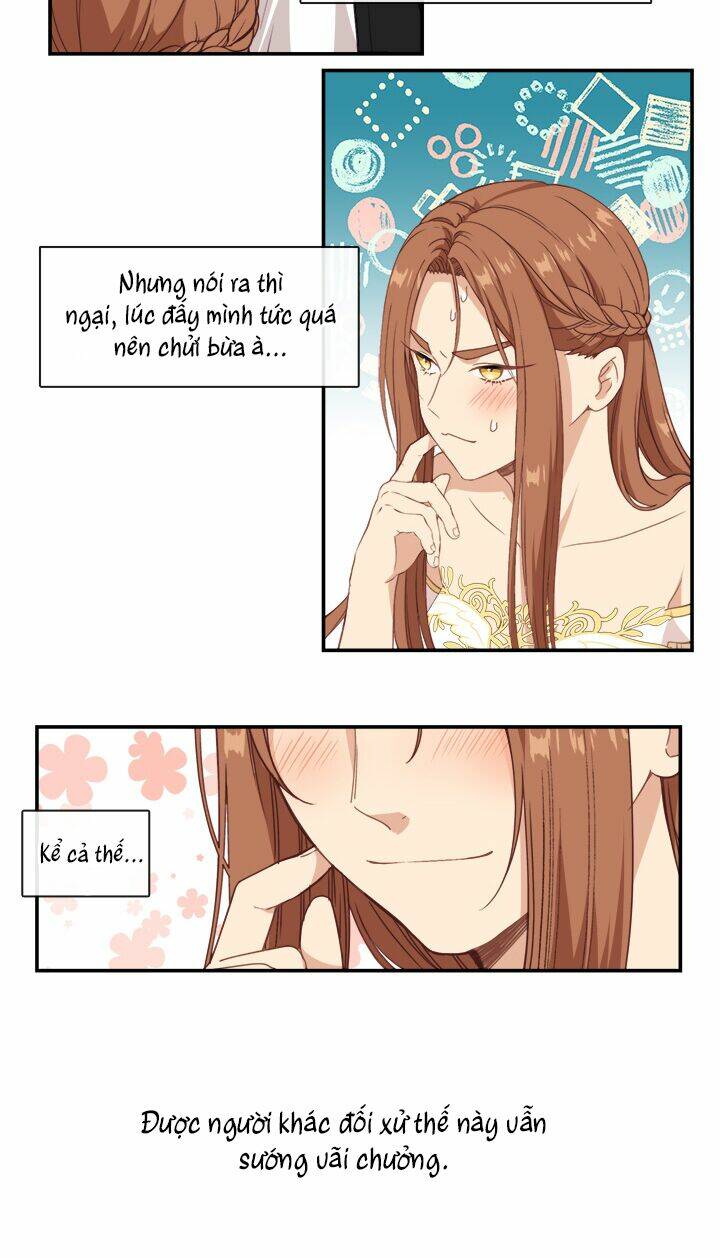 Nhưng nói ra thì
ngại, lúc đấy mình tức quá
nên chửi bừa à...
Kể cả thế...
Được người khác đối xử thế này vẫn
sướng vãi chưởng.